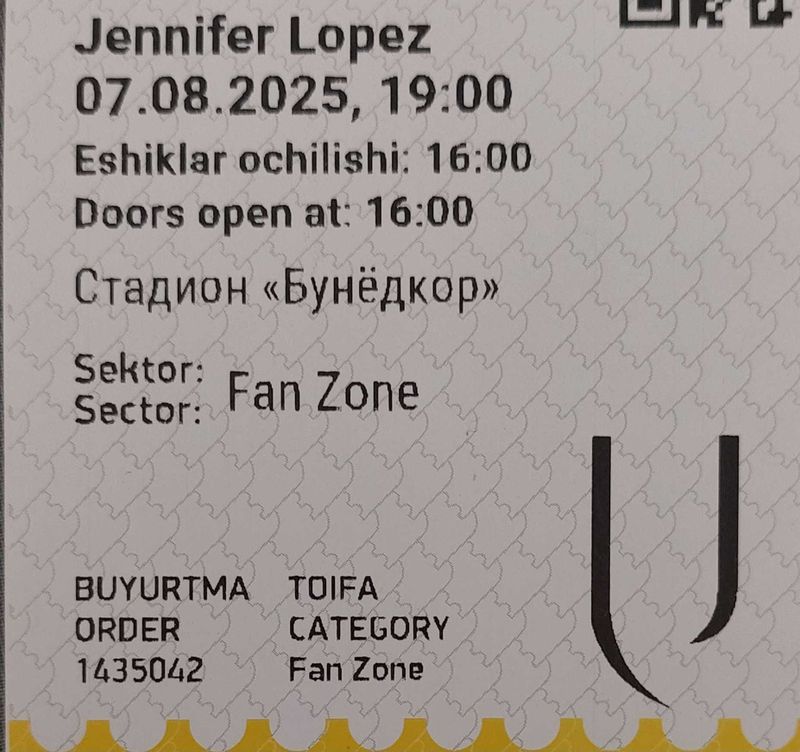 Jennifer Lopez
07.08.2025, 19:00
Eshiklar ochilishi: 16:00
Doors open at: 16:00
Стадион «Бунёдкор»
Sektor:
Sector:
Fan Zone
BUYURTMA TOIFA
ORDER CATEGORY
1435042 Fan Zone